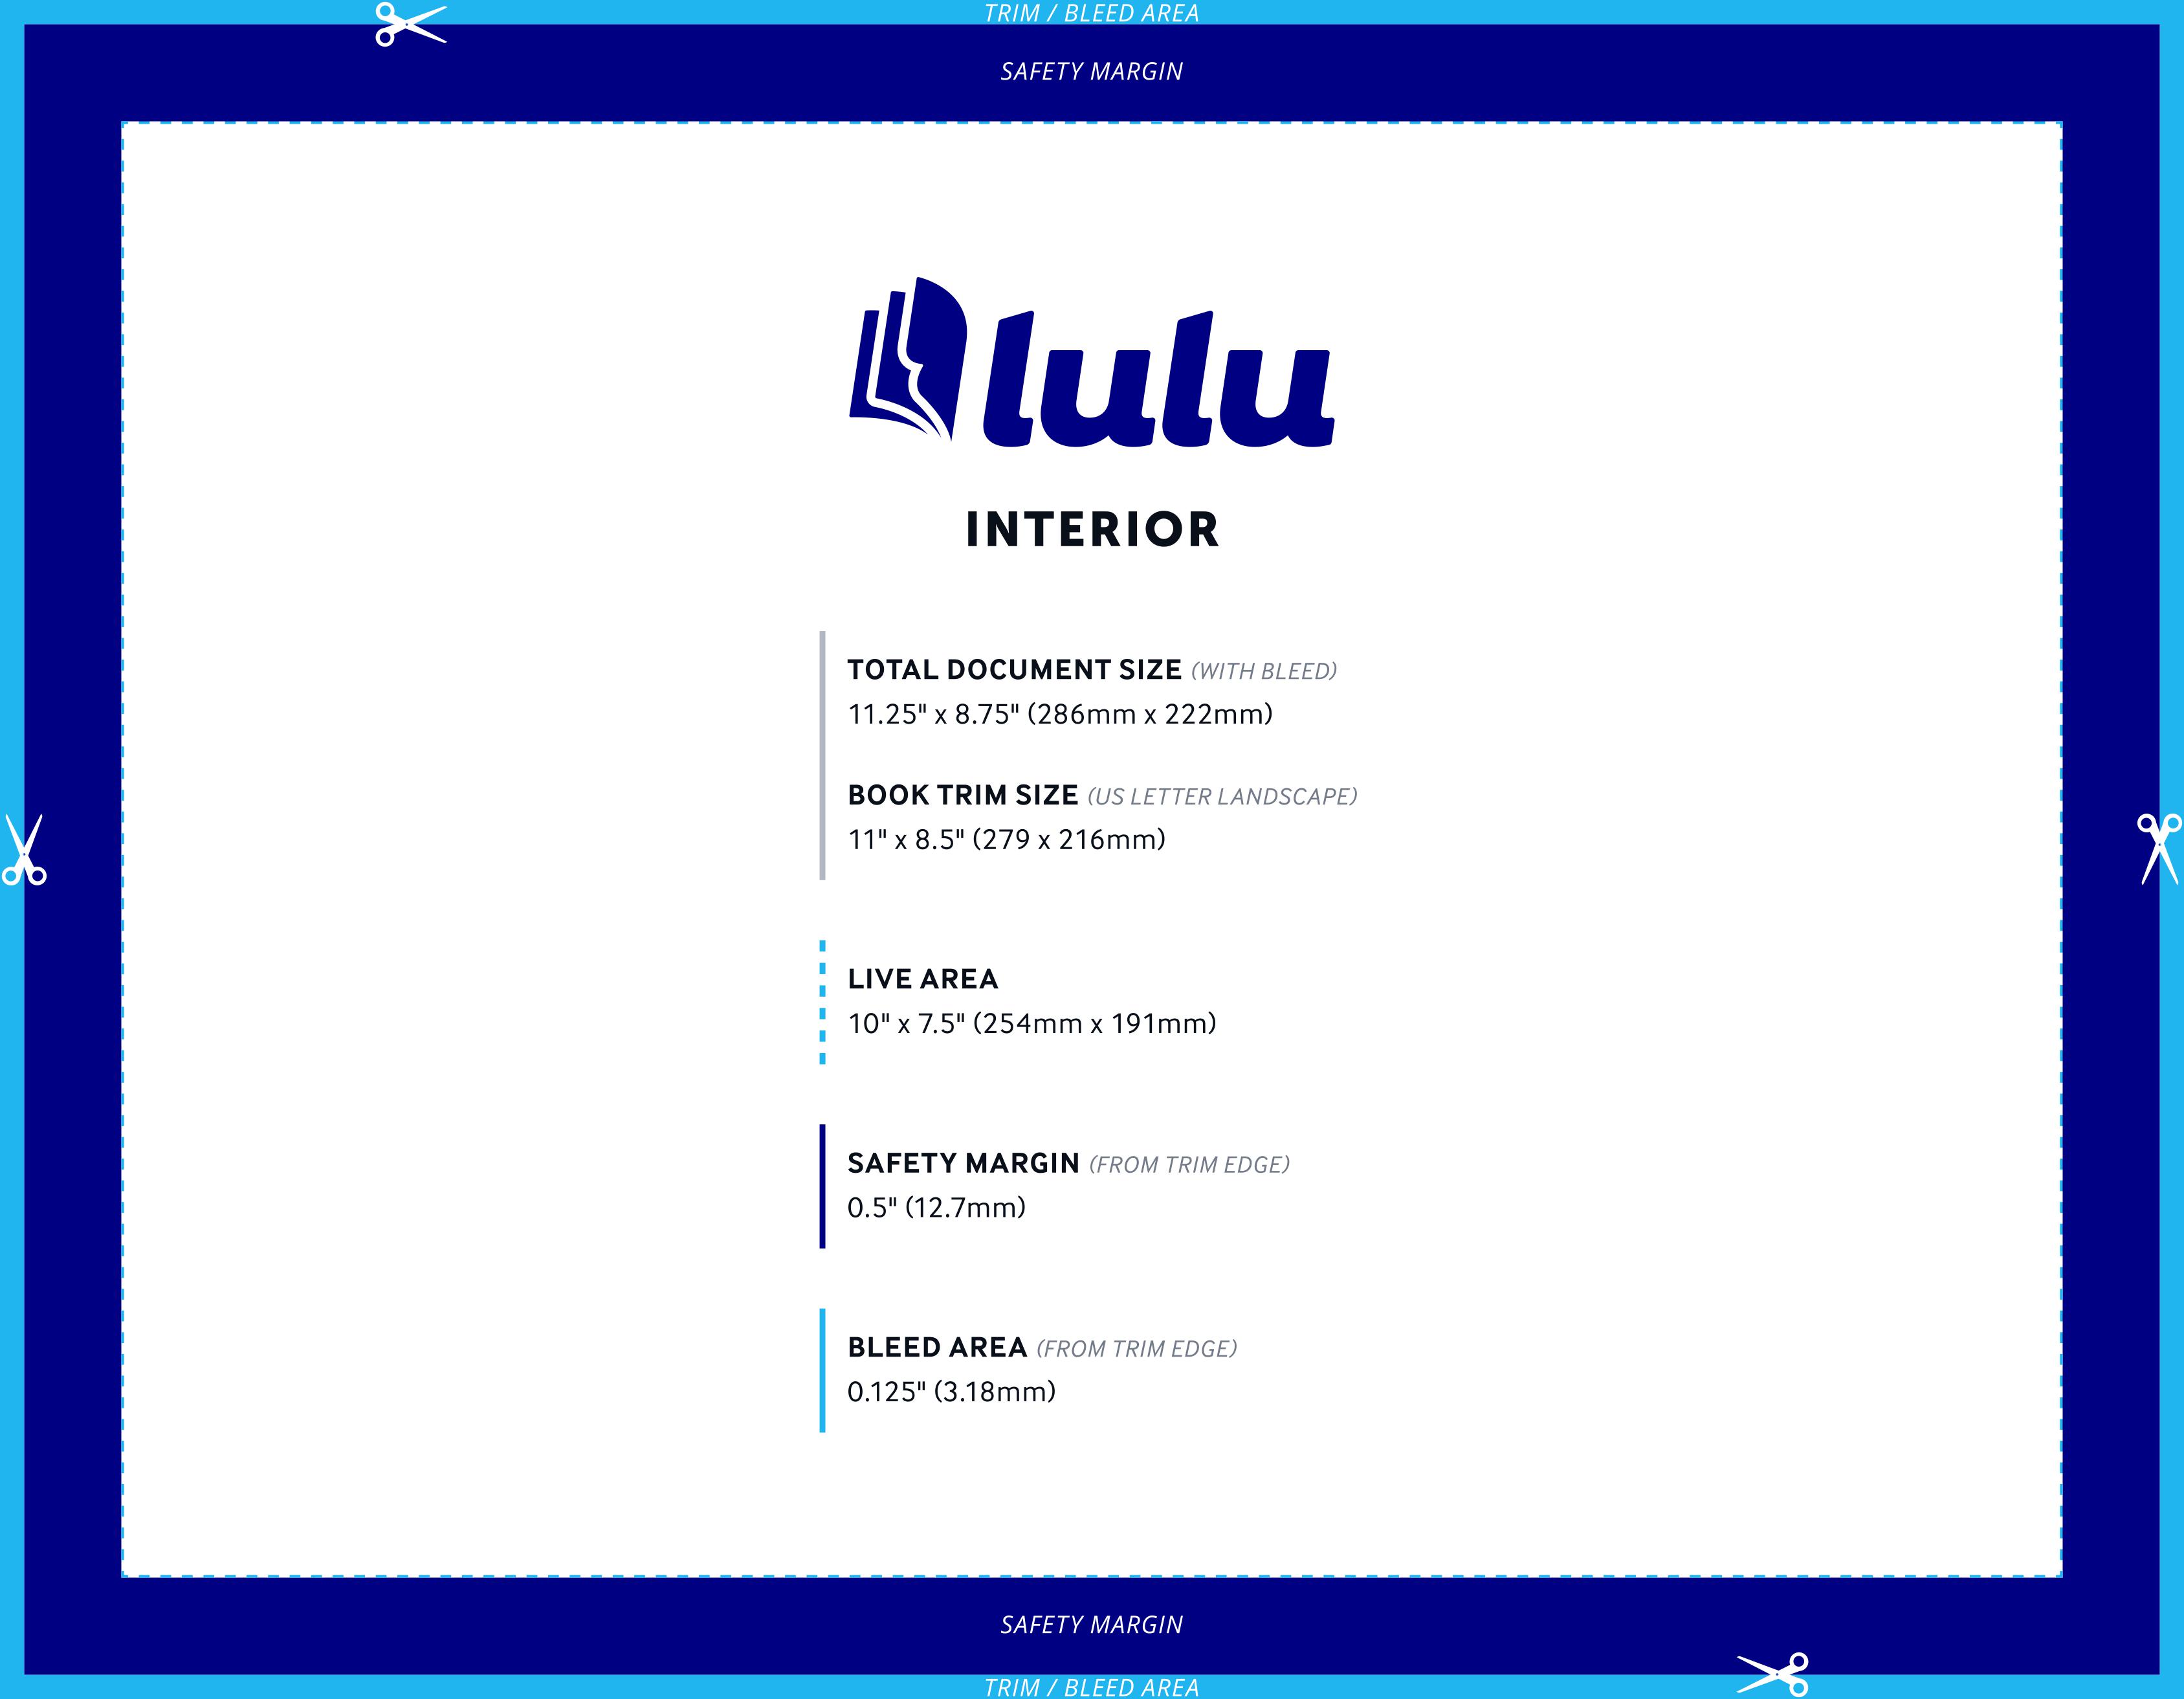 TRIM / BLEED AREA
SAFETY MARGIN
lulu
INTERIOR
TOTAL DOCUMENT SIZE (WITH BLEED)
11.25" x 8.75" (286mm x 222mm)
BOOK TRIM SIZE (US LETTER LANDSCAPE)
11" x 8.5" (279 x 216mm)
LIVE AREA
10" x 7.5" (254mm x 191mm)
SAFETY MARGIN (FROM TRIM EDGE)
0.5" (12.7mm)
BLEED AREA (FROM TRIM EDGE)
0.125" (3.18mm)
SAFETY MARGIN
TRIM / BLEED AREA